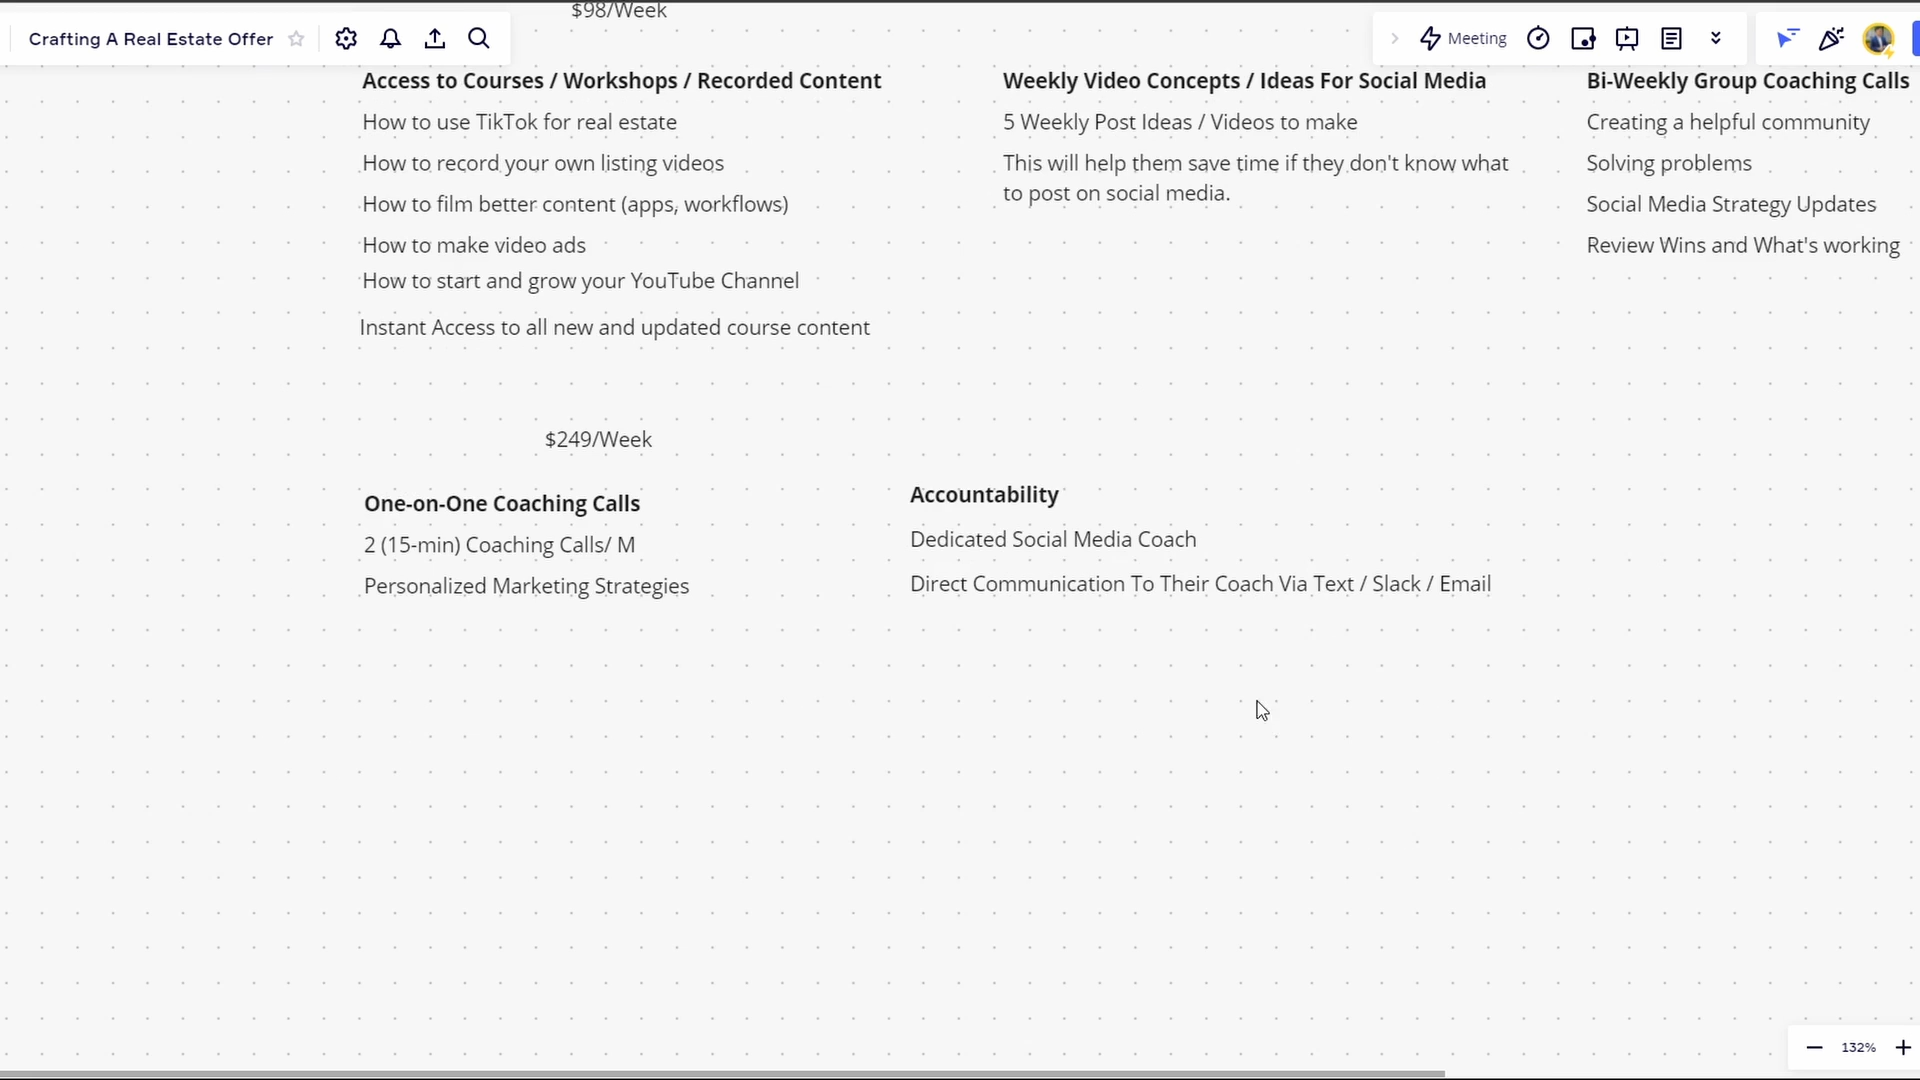 $98/Week
Crafting A Real Estate Offer
Meeting
Access to Courses / Workshops / Recorded Content
How to use TikTok for real estate
How to record your own listing videos
How to film better content (apps, workflows)
How to make video ads
How to start and grow your YouTube Channel
Instant Access to all new and updated course content
Weekly Video Concepts / Ideas For Social Media
5 Weekly Post Ideas / Videos to make
This will help them save time if they don't know what
to post on social media.
Bi-Weekly Group Coaching Calls
Creating a helpful community
Solving problems
Social Media Strategy Updates
Review Wins and What's working
$249/Week
One-on-One Coaching Calls
2 (15-min) Coaching Calls/ M
Personalized Marketing Strategies
Accountability
Dedicated Social Media Coach
Direct Communication To Their Coach Via Text / Slack / Email
132%